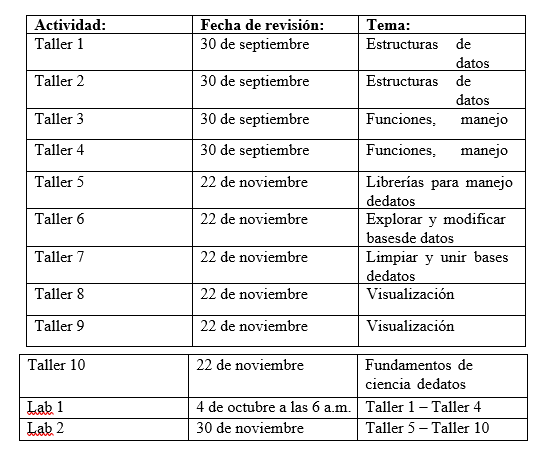 Actividad: Fecha de revisión: Tema:
Taller 1 30 de septiembre Estructuras de
datos
Taller 2 30 de septiembre Estructuras de
datos
Taller 3 30 de septiembre Funciones, manejo
Taller 4 30 de septiembre Funciones, manejo
Taller 5 22 de noviembre Librerías para manejo
dedatos
Taller 6 22 de noviembre Explorar y modificar
basesde datos
Taller 7 22 de noviembre Limpiar y unir bases
dedatos
Taller 8 22 de noviembre Visualización
Taller 9 22 de noviembre Visualización
Taller 10 22 de noviembre Fundamentos de
ciencia dedatos
Lab 1 4 de octubre a las 6 a.m. Taller 1 – Taller 4
Lab 2 30 de noviembre Taller 5 – Taller 10